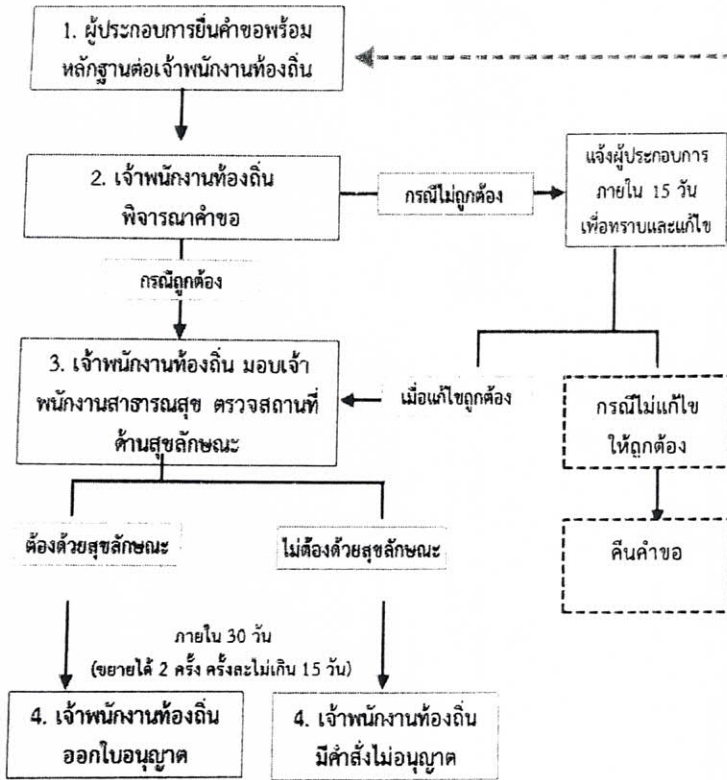 1. ผู้ประกอบการยื่นคำขอพร้อม
หลักฐานต่อเจ้าพนักงานท้องถิ่น
2. เจ้าพนักงานท้องถิ่น
พิจารณาคำขอ
กรณีไม่ถูกต้อง
แจ้งผู้ประกอบการ
ภายใน 15 วัน
เพื่อทราบและแก้ไข
กรณีถูกต้อง
3. เจ้าพนักงานท้องถิ่น มอบเจ้า
พนักงานสาธารณสุข ตรวจสถานที่
ด้านสุขลักษณะ
เมื่อแก้ไขถูกต้อง
กรณีไม่แก้ไข
ให้ถูกต้อง
คืนคำขอ
ต้องด้วยสุขลักษณะ
ไม่ต้องด้วยสุขลักษณะ
ภายใน 30 วัน
(ขยายได้ 2 ครั้ง ครั้งละไม่เกิน 15 วัน)
4. เจ้าพนักงานท้องถิ่น
ออกใบอนุญาต
4. เจ้าพนักงานท้องถิ่น
มีคำสั่งไม่อนุญาต